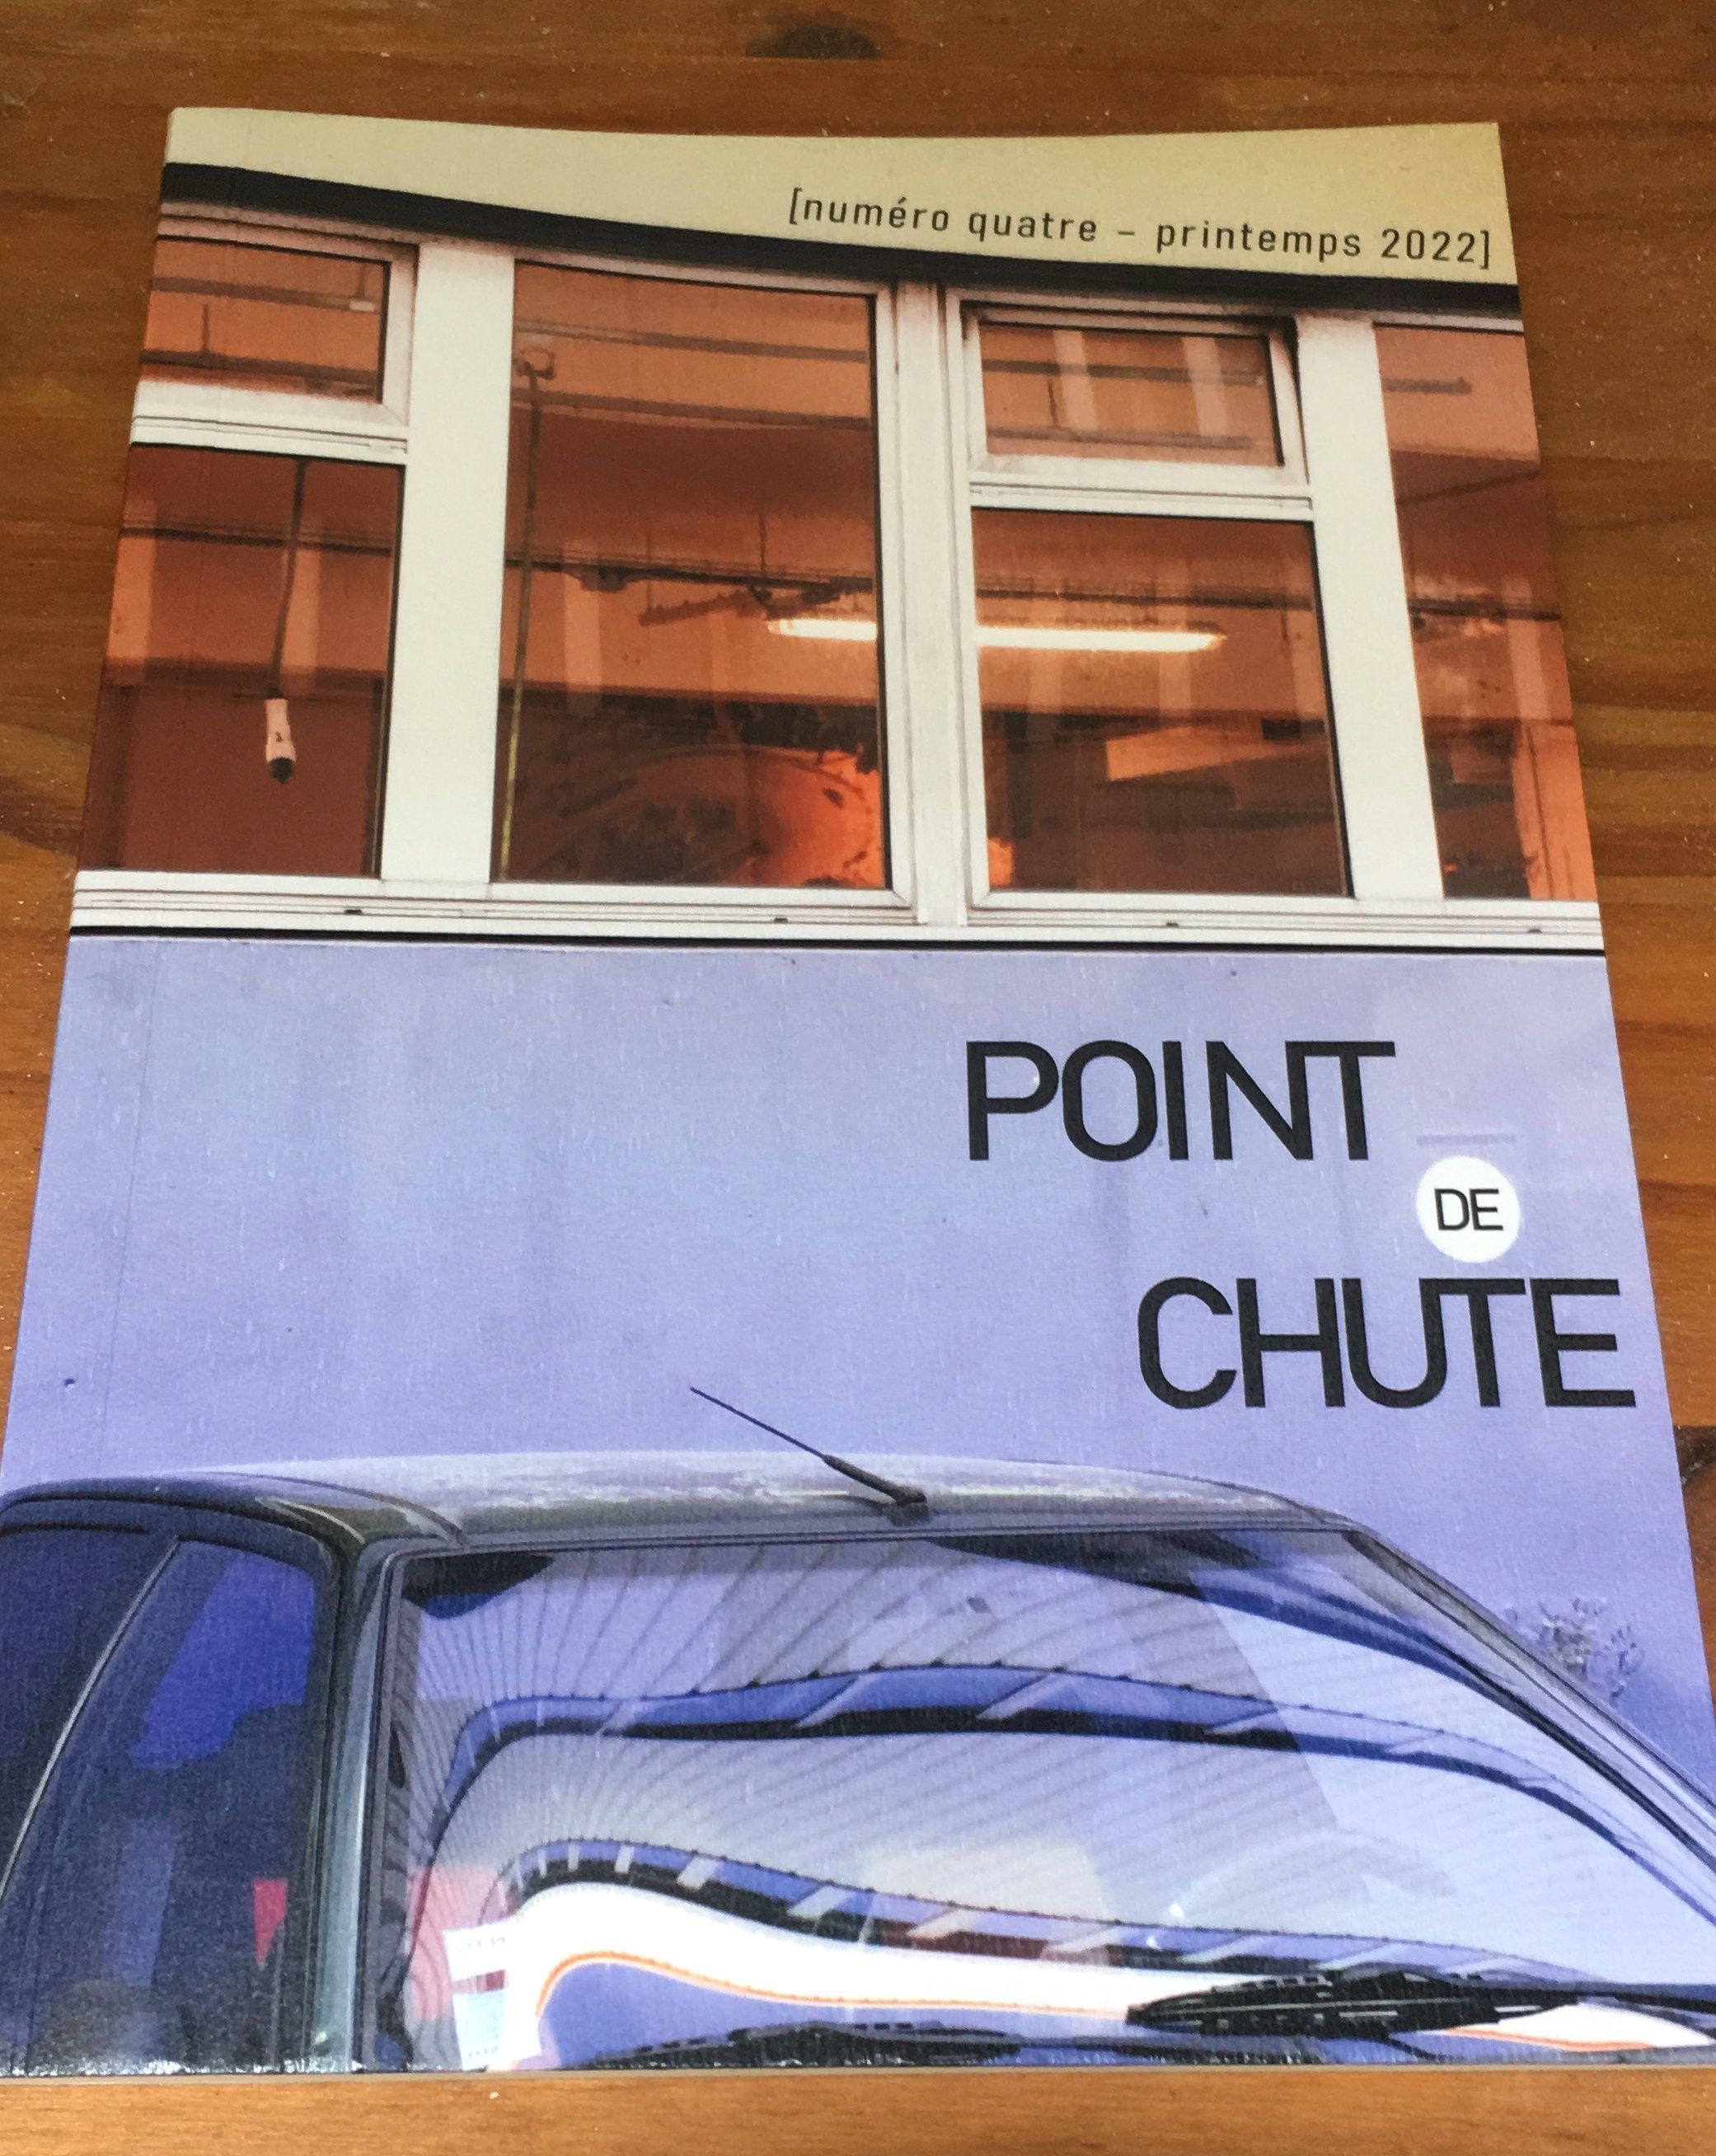 [numéro quatre – printemps 2022]
POINT
DE
CHUTE